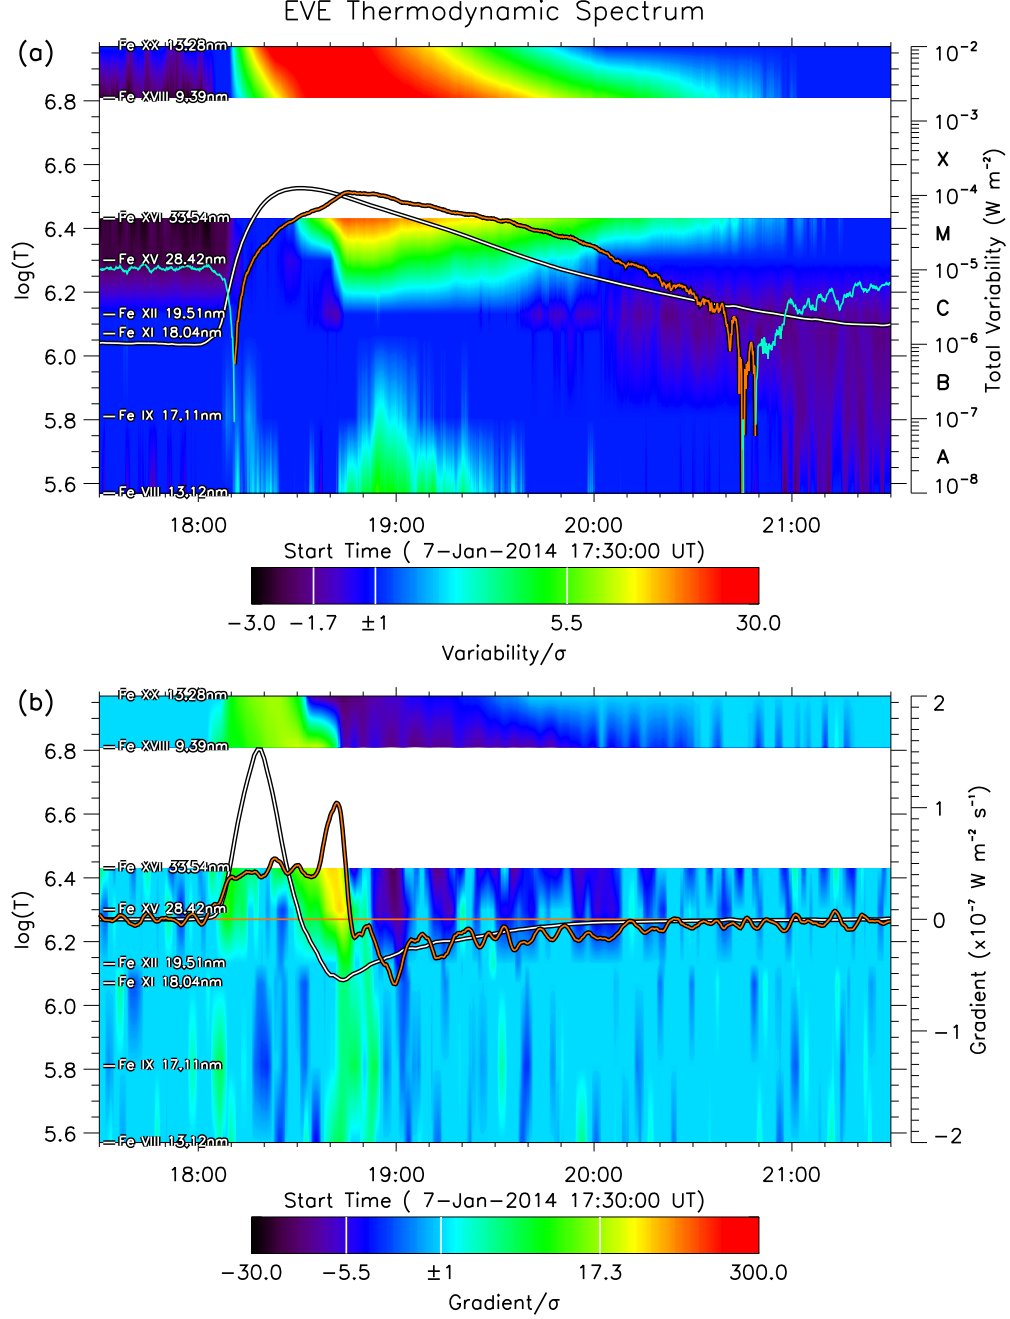 EVE Thermodynamic Spectrum
(a)
Fe XX 13.28nm
10⁻²
6.8
Fe XVIII 9.39nm
10⁻³
6.6
X
10⁻⁴
Fe XVI 33.54nm
6.4
M
Fe XV 28.42nm
10⁻⁵
6.2
Fe XII 19.51nm
C
Fe XI 18.04nm
10⁻⁶
6.0
B
Fe IX 17.11nm
10⁻⁷
5.8
A
5.6
Fe VIII 13.12nm
10⁻⁸
log(T)
Total Variability (W m⁻²)
18:00 19:00 20:00 21:00
Start Time ( 7-Jan-2014 17:30:00 UT)
-3.0 -1.7 ±1 5.5 30.0
Variability/σ
(b)
Fe XX 13.28nm
2
6.8
Fe XVIII 9.39nm
6.6
1
Fe XVI 33.54nm
6.4
Fe XV 28.42nm
0
6.2
Fe XII 19.51nm
Fe XI 18.04nm
6.0
-1
Fe IX 17.11nm
5.8
5.6
Fe VIII 13.12nm
-2
log(T)
Gradient (x10⁻⁷ W m⁻² s⁻¹)
18:00 19:00 20:00 21:00
Start Time ( 7-Jan-2014 17:30:00 UT)
-30.0 -5.5 ±1 17.3 300.0
Gradient/σ